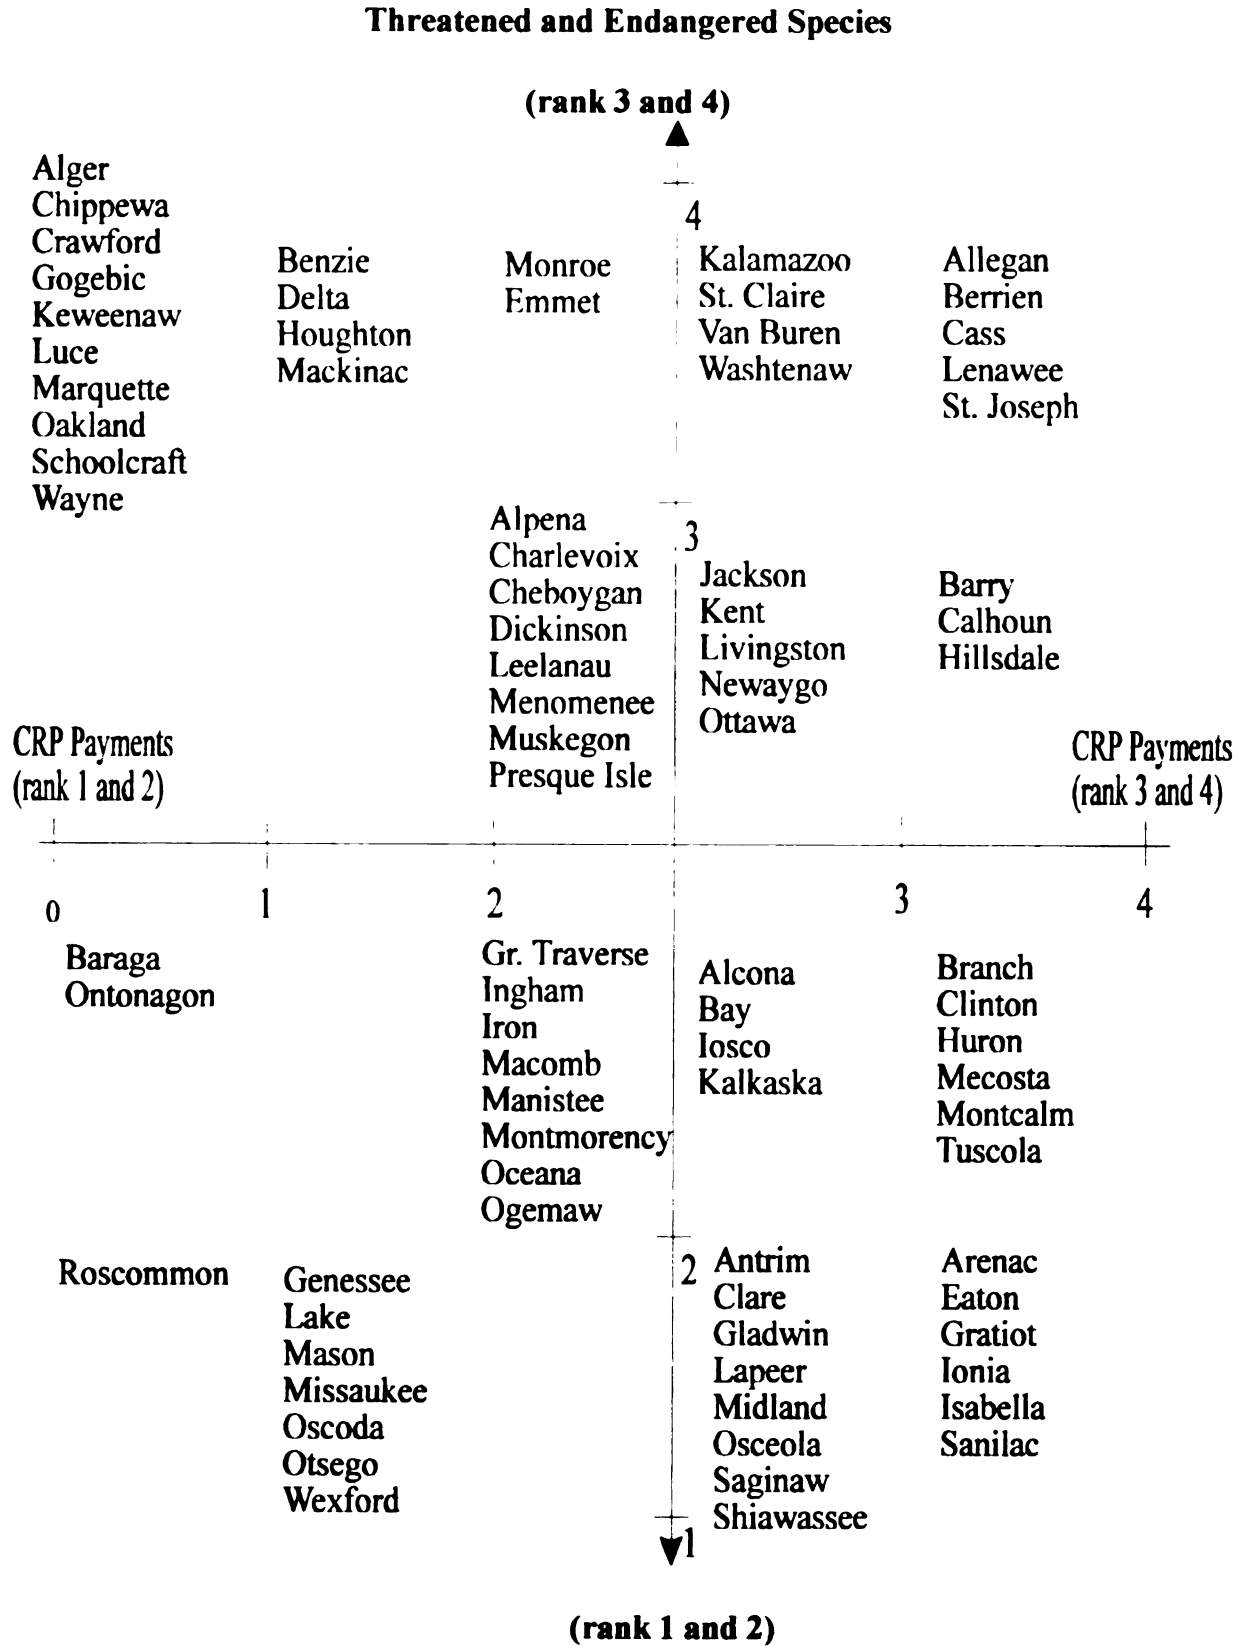 Threatened and Endangered Species
(rank 3 and 4)
Alger
Chippewa
Crawford
Gogebic
Keweenaw
Luce
Marquette
Oakland
Schoolcraft
Wayne
Benzie
Delta
Houghton
Mackinac
Monroe
Emmet
4
Kalamazoo
St. Claire
Van Buren
Washtenaw
Allegan
Berrien
Cass
Lenawee
St. Joseph
Alpena
Charlevoix
Cheboygan
Dickinson
Leelanau
Menomenee
Muskegon
Presque Isle
3
Jackson
Kent
Livingston
Newaygo
Ottawa
Barry
Calhoun
Hillsdale
CRP Payments
(rank 1 and 2)
CRP Payments
(rank 3 and 4)
0
1
2
3
4
Baraga
Ontonagon
Gr. Traverse
Ingham
Iron
Macomb
Manistee
Montmorency
Oceana
Ogemaw
Alcona
Bay
Iosco
Kalkaska
Branch
Clinton
Huron
Mecosta
Montcalm
Tuscola
Roscommon
Genessee
Lake
Mason
Missaukee
Oscoda
Otsego
Wexford
2
Antrim
Clare
Gladwin
Lapeer
Midland
Osceola
Saginaw
Shiawassee
Arenac
Eaton
Gratiot
Ionia
Isabella
Sanilac
1
(rank 1 and 2)